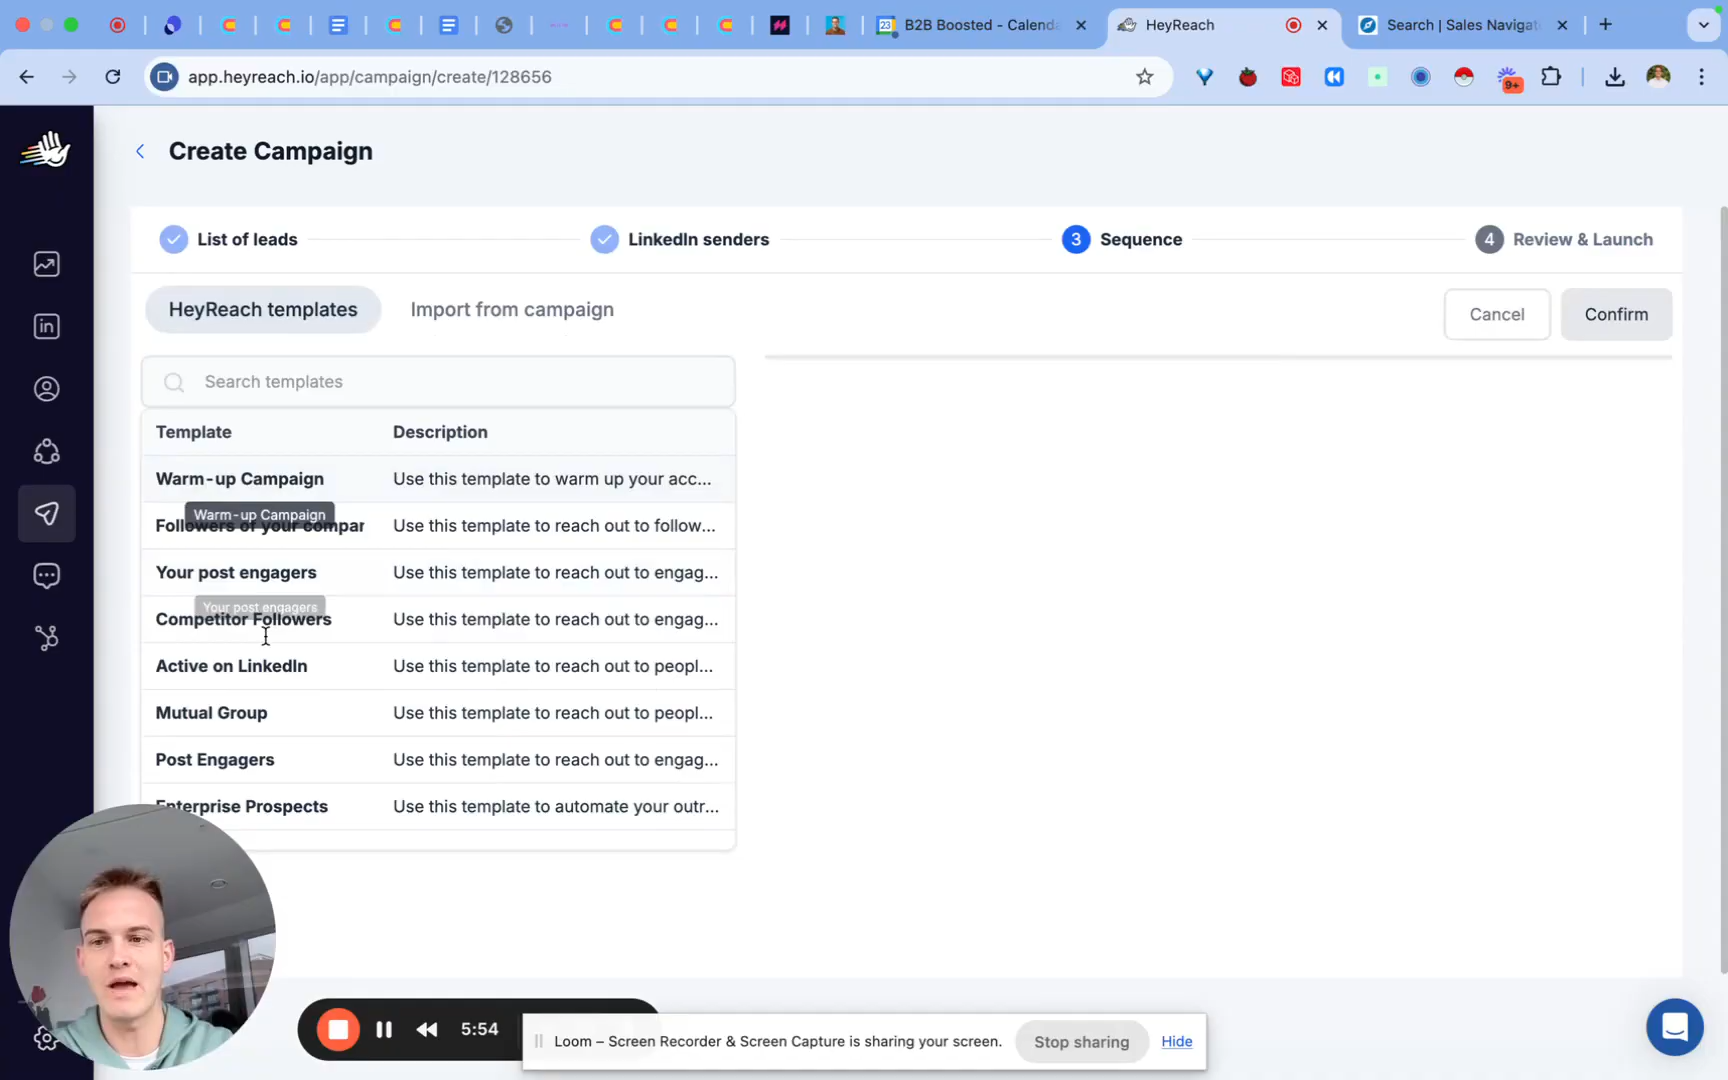 B2B Boosted - Calenda
HeyReach
Search | Sales Navigat
app.heyreach.io/app/campaign/create/128656
9+
23
Create Campaign
List of leads
LinkedIn senders
3 Sequence
4 Review & Launch
HeyReach templates
Import from campaign
Cancel
Confirm
Search templates
Template Description
Warm-up Campaign Use this template to warm up your acc...
Warm-up Campaign
Followers of your compar Use this template to reach out to follow...
Your post engagers Use this template to reach out to engag...
Your post engagers
Competitor Followers Use this template to reach out to engag...
Active on LinkedIn Use this template to reach out to peopl...
Mutual Group Use this template to reach out to peopl...
Post Engagers Use this template to reach out to engag...
Enterprise Prospects Use this template to automate your outr...
5:54
Loom – Screen Recorder & Screen Capture is sharing your screen.
Stop sharing
Hide